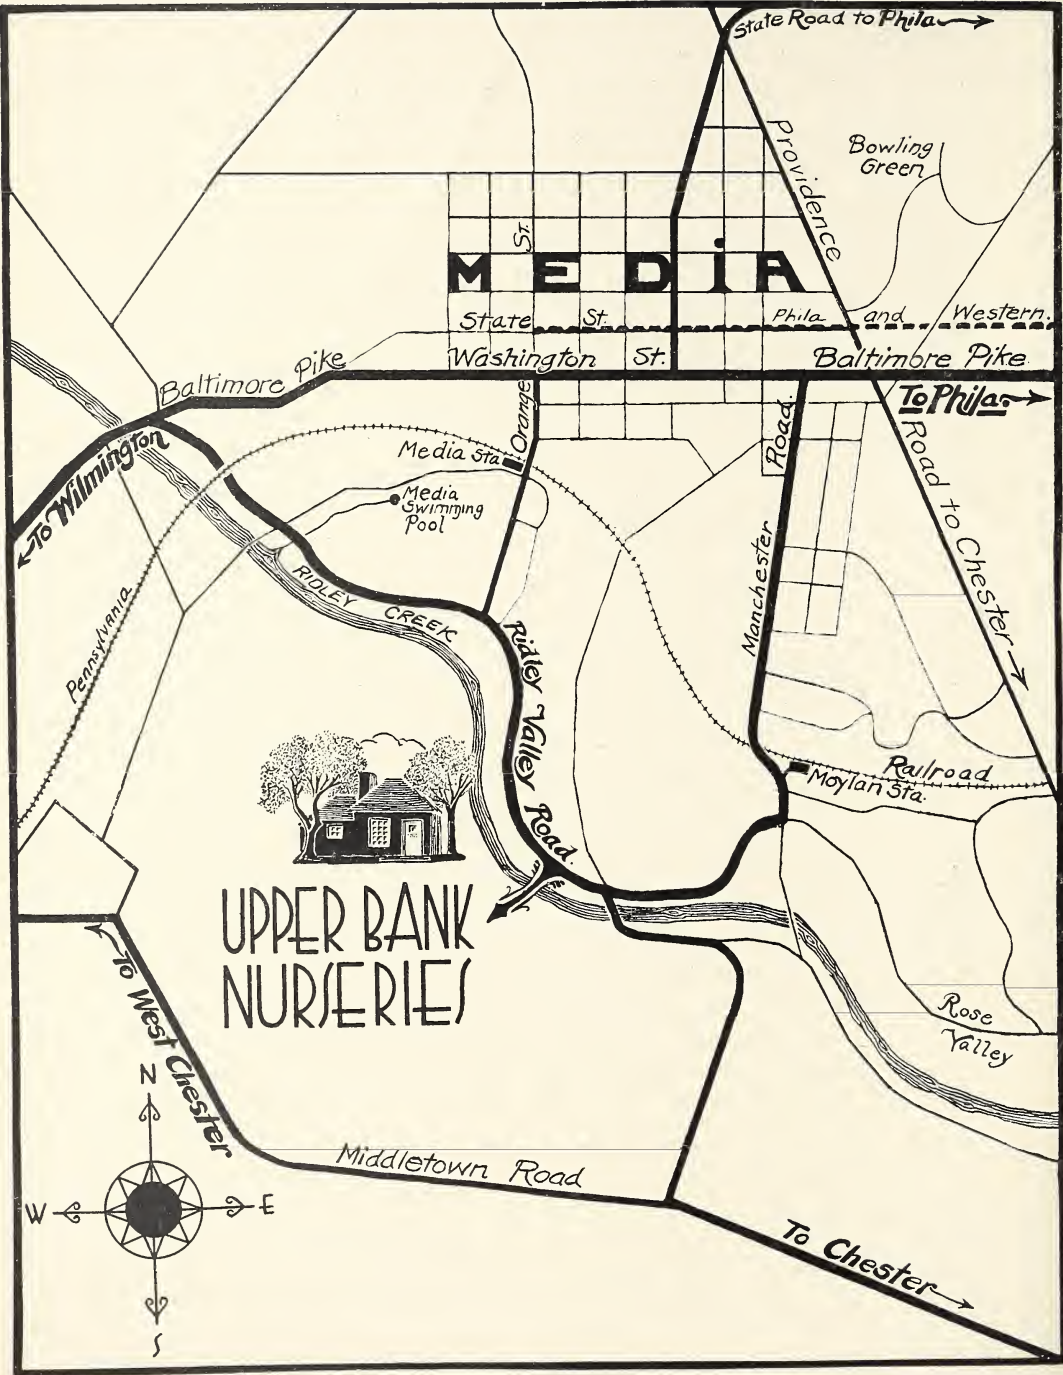 State Road to Phila
Providence
Bowling
Green
St.
MEDiA
State St. Phila and Western.
Washington St. Baltimore Pike
Baltimore Pike
To Phila.
Orange
Road.
Road to Chester
To Wilmington
Media Sta
Media
Swimming
Pool
RIDLEY CREEK
Manchester
Pennsylvania
Ridley Valley Road.
Railroad
Moylan Sta.
UPPER BANK
NURSERIES
To West Chester
Rose
Valley
N
W E
S
Middletown Road
To Chester